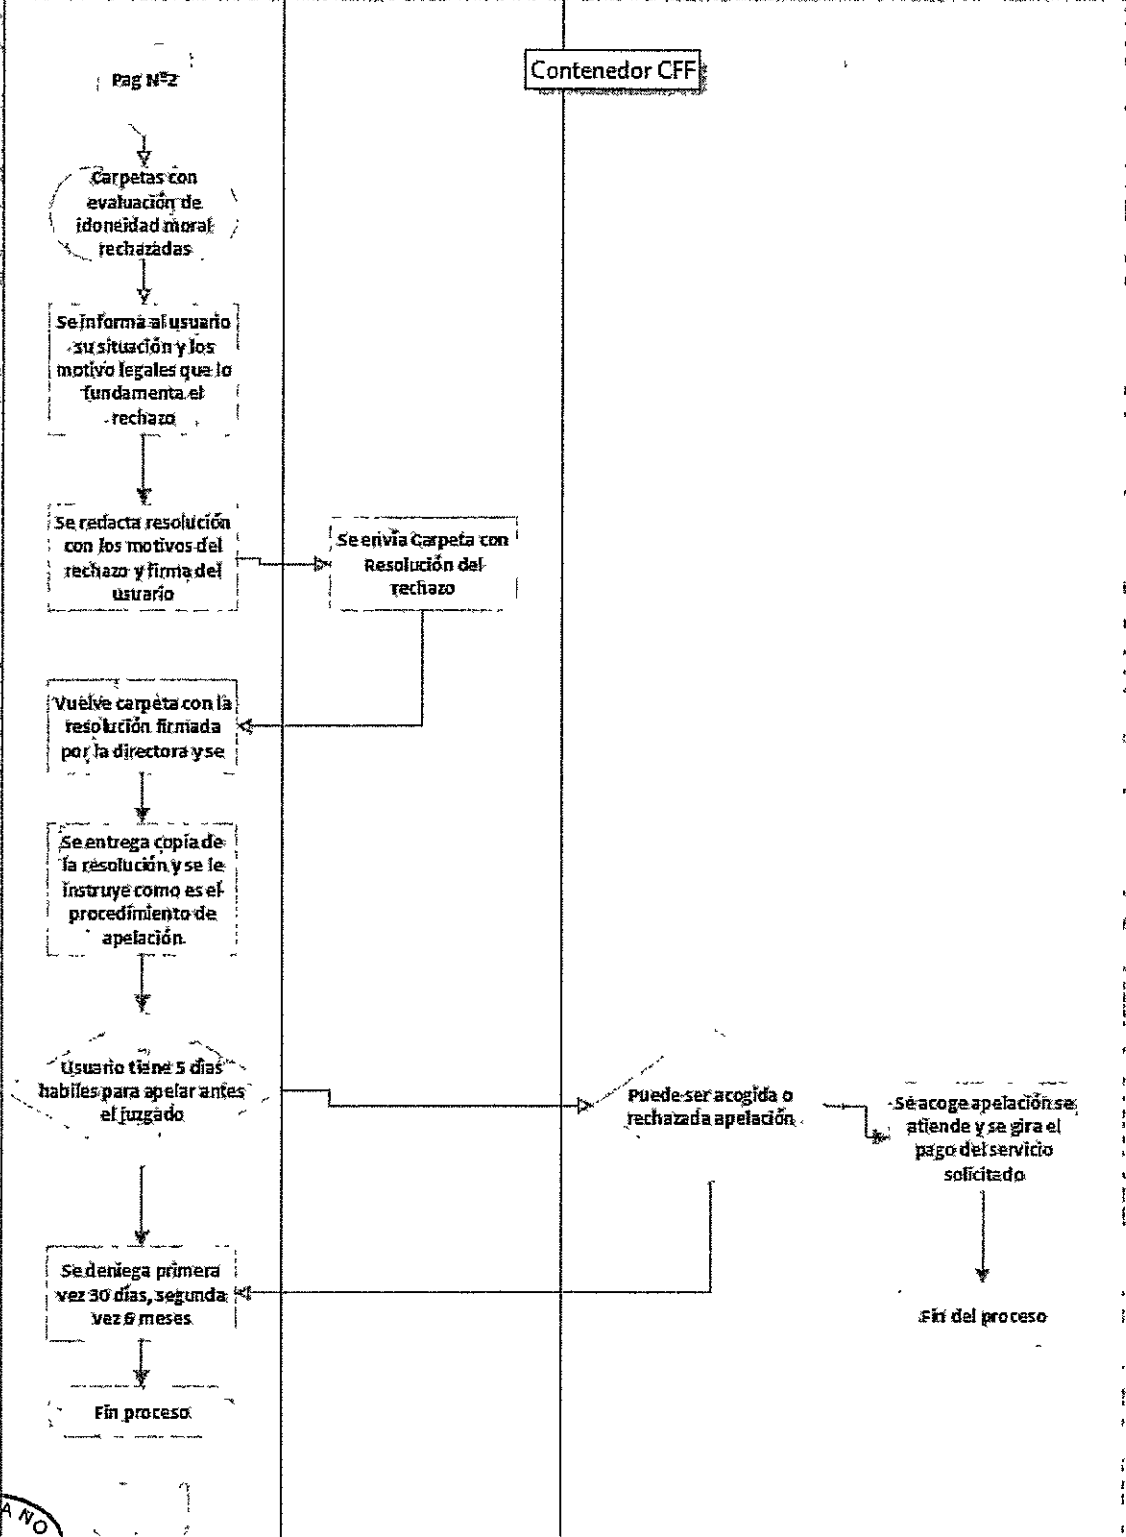 Contenedor CFF
Pag Nº2
Carpetas con
evaluación de
idoneidad moral
rechazadas
Se informa al usuario
su situación y los
motivo legales que lo
fundamenta el
rechazo
Se redacta resolución
con los motivos del
rechazo y firma del
usuario
Se envía Carpeta con
Resolución del
rechazo
Vuelve carpeta con la
resolución firmada
por la directora y se
Se entrega copia de
la resolución y se le
instruye como es el
procedimiento de
apelación.
Usuario tiene 5 días
habiles para apelar antes
el juzgado
Puede ser acogida o
rechazada apelación
Se acoge apelación se
atiende y se gira el
pago del servicio
solicitado
Se deniega primera
vez 30 días, segunda
vez 6 meses
Fin del proceso
Fin proceso